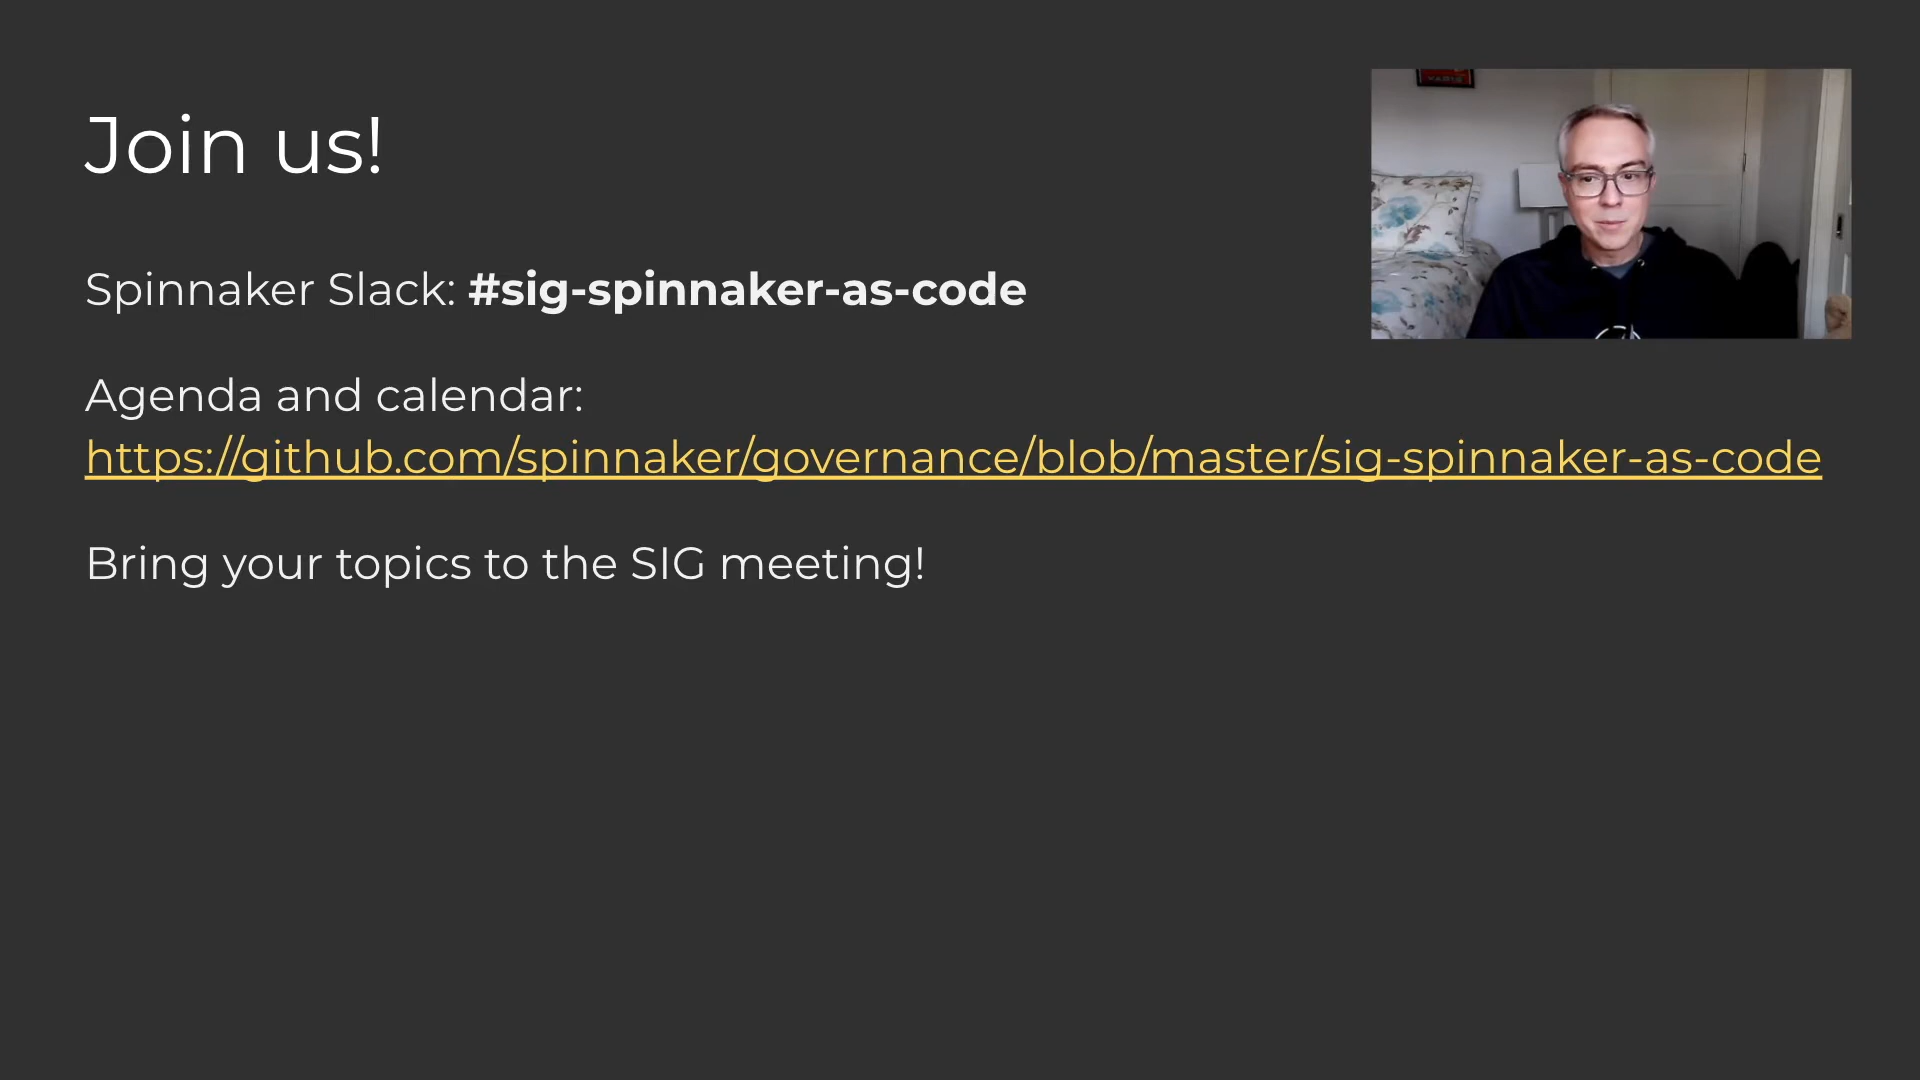 Join us!
Spinnaker Slack: #sig-spinnaker-as-code
Agenda and calendar:
https://github.com/spinnaker/governance/blob/master/sig-spinnaker-as-code
Bring your topics to the SIG meeting!